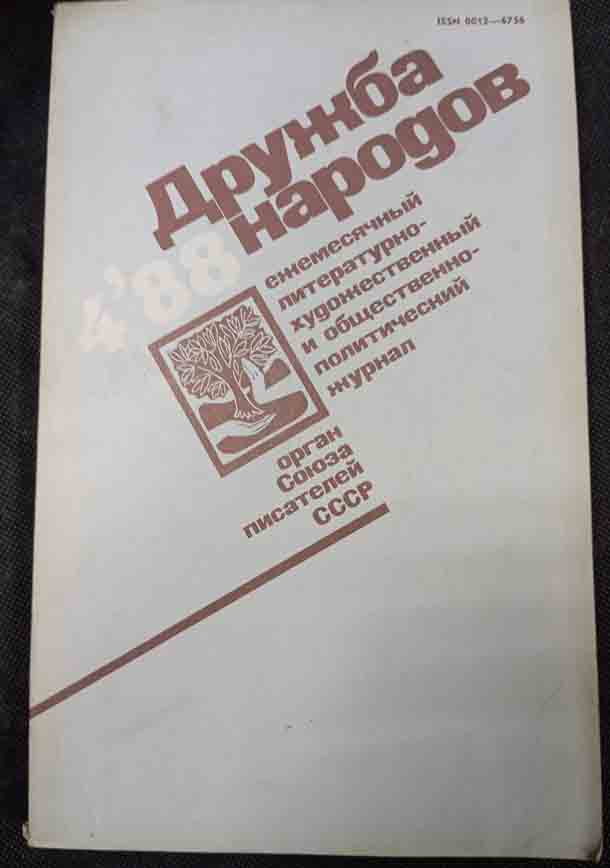 ISSN 0012—6756
Дружба
народов
4'88
ежемесячный
литературно-
художественный
и общественно-
политический
журнал
орган
Союза
писателей
СССР